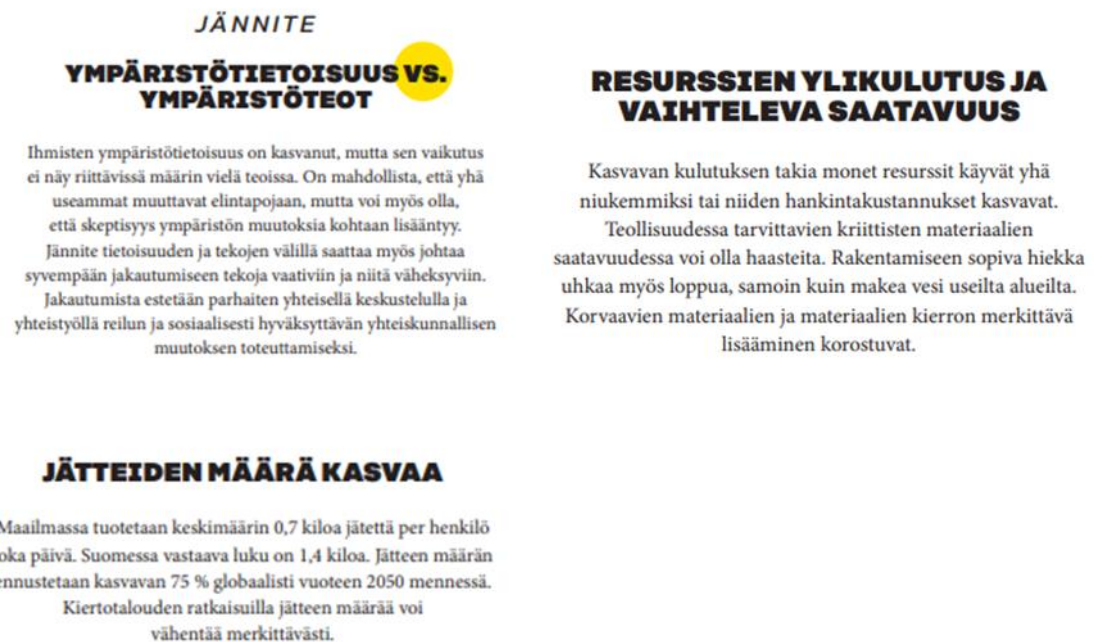 JÄNNITE
YMPÄRISTÖTIETOISUUS VS.
YMPÄRISTÖTEOT
Ihmisten ympäristötietoisuus on kasvanut, mutta sen vaikutus
ei näy riittävissä määrin vielä teoissa. On mahdollista, että yhä
useammat muuttavat elintapojaan, mutta voi myös olla,
että skeptisyys ympäristön muutoksia kohtaan lisääntyy.
Jännite tietoisuuden ja tekojen välillä saattaa myös johtaa
syvempään jakautumiseen tekoja vaativiin ja niitä väheksyviin.
Jakautumista estetään parhaiten yhteisellä keskustelulla ja
yhteistyöllä reilun ja sosiaalisesti hyväksyttävän yhteiskunnallisen
muutoksen toteuttamiseksi.
RESURSSIEN YLIKULUTUS JA
VAIHTELEVA SAATAVUUS
Kasvavan kulutuksen takia monet resurssit käyvät yhä
niukemmiksi tai niiden hankintakustannukset kasvavat.
Teollisuudessa tarvittavien kriittisten materiaalien
saatavuudessa voi olla haasteita. Rakentamiseen sopiva hiekka
uhkaa myös loppua, samoin kuin makea vesi useilta alueilta.
Korvaavien materiaalien ja materiaalien kierron merkittävä
lisääminen korostuvat.
JÄTTEIDEN MÄÄRÄ KASVAA
Maailmassa tuotetaan keskimäärin 0,7 kiloa jätettä per henkilö
oka päivä. Suomessa vastaava luku on 1,4 kiloa. Jätteen määrän
ennustetaan kasvavan 75 % globaalisti vuoteen 2050 mennessä.
Kiertotalouden ratkaisuilla jätteen määrää voi
vähentää merkittävästi.